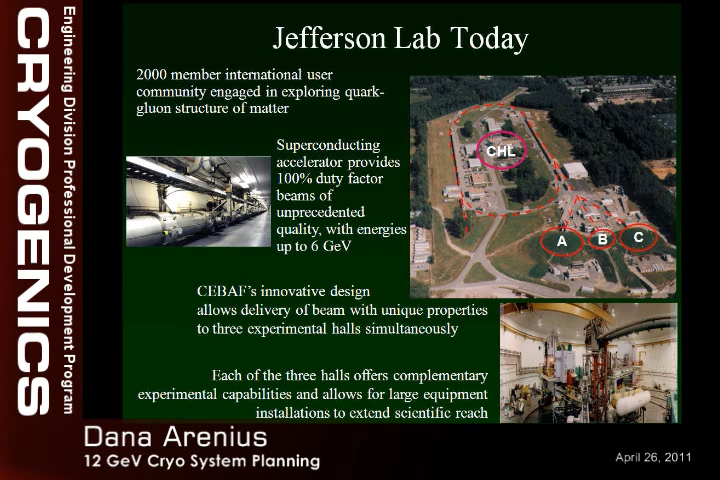 CRYOGENICS
Engineering Division Professional Development Program
Jefferson Lab Today
2000 member international user
community engaged in exploring quark-
gluon structure of matter
Superconducting
accelerator provides
100% duty factor
beams of
unprecedented
quality, with energies
up to 6 GeV
CHL
A
B
C
CEBAF's innovative design
allows delivery of beam with unique properties
to three experimental halls simultaneously
Each of the three halls offers complementary
experimental capabilities and allows for large equipment
installations to extend scientific reach
Dana Arenius
12 GeV Cryo System Planning
April 26, 2011